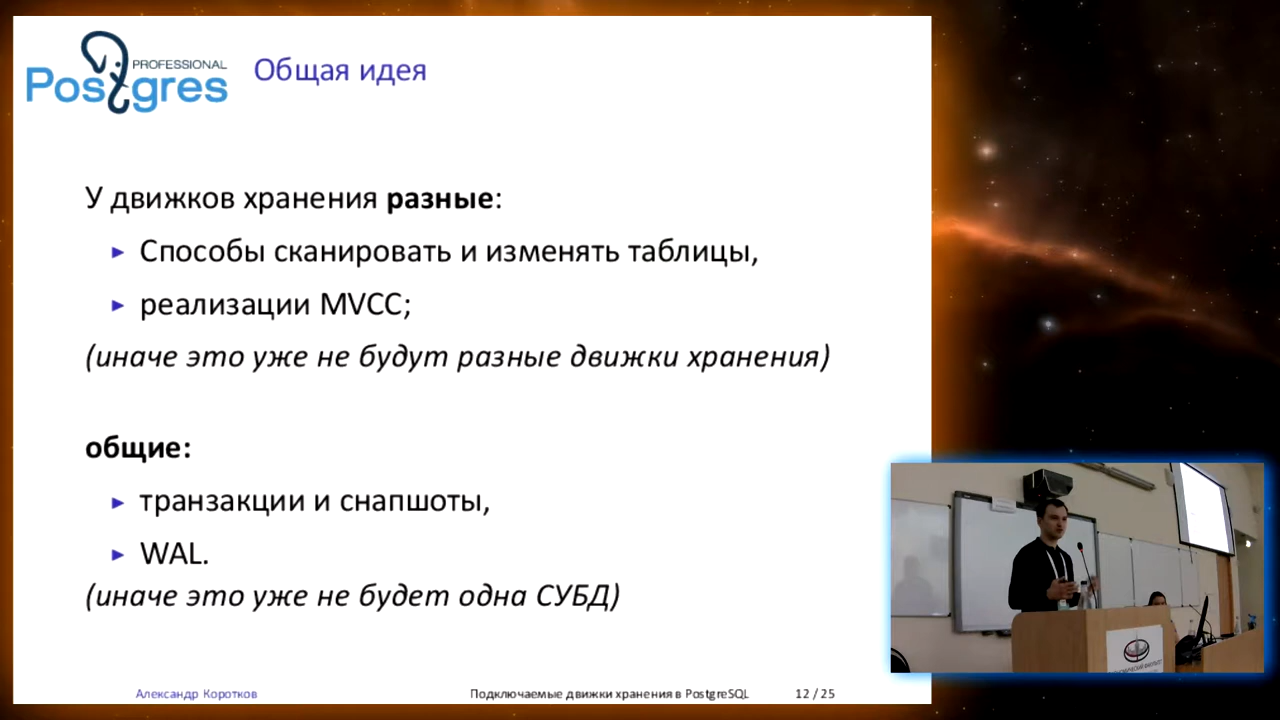 PROFESSIONAL
Postgres
Общая идея
У движков хранения разные:
Способы сканировать и изменять таблицы,
реализации MVCC;
(иначе это уже не будут разные движки хранения)
общие:
транзакции и снапшоты,
WAL.
(иначе это уже не будет одна СУБД)
Александр Коротков
Подключаемые движки хранения в PostgreSQL
12 / 25